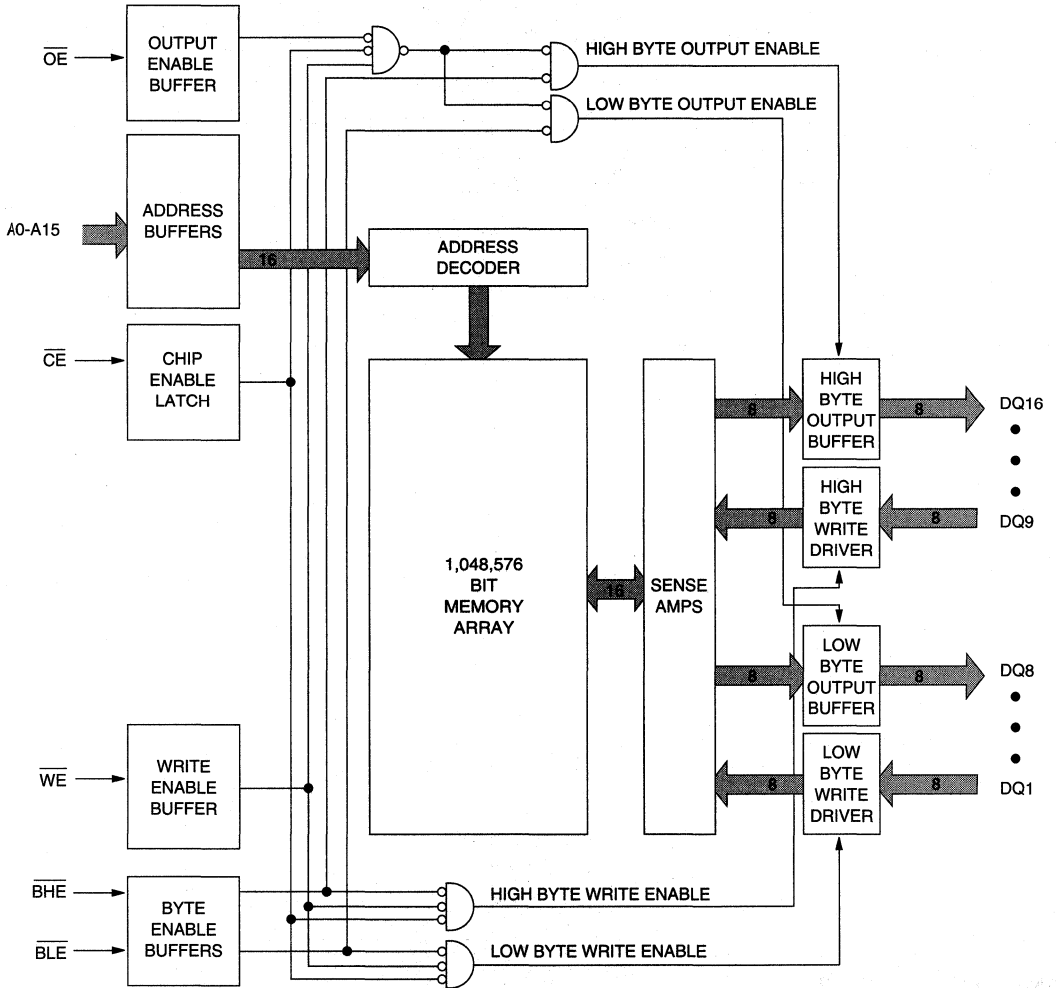 OE
OUTPUT
ENABLE
BUFFER
HIGH BYTE OUTPUT ENABLE
LOW BYTE OUTPUT ENABLE
A0-A15
ADDRESS
BUFFERS
16
ADDRESS
DECODER
CE
CHIP
ENABLE
LATCH
1,048,576
BIT
MEMORY
ARRAY
16
SENSE
AMPS
8
HIGH
BYTE
OUTPUT
BUFFER
8
DQ16
8
HIGH
BYTE
WRITE
DRIVER
8
DQ9
8
LOW
BYTE
OUTPUT
BUFFER
8
DQ8
8
LOW
BYTE
WRITE
DRIVER
8
DQ1
WE
WRITE
ENABLE
BUFFER
BHE
BLE
BYTE
ENABLE
BUFFERS
HIGH BYTE WRITE ENABLE
LOW BYTE WRITE ENABLE